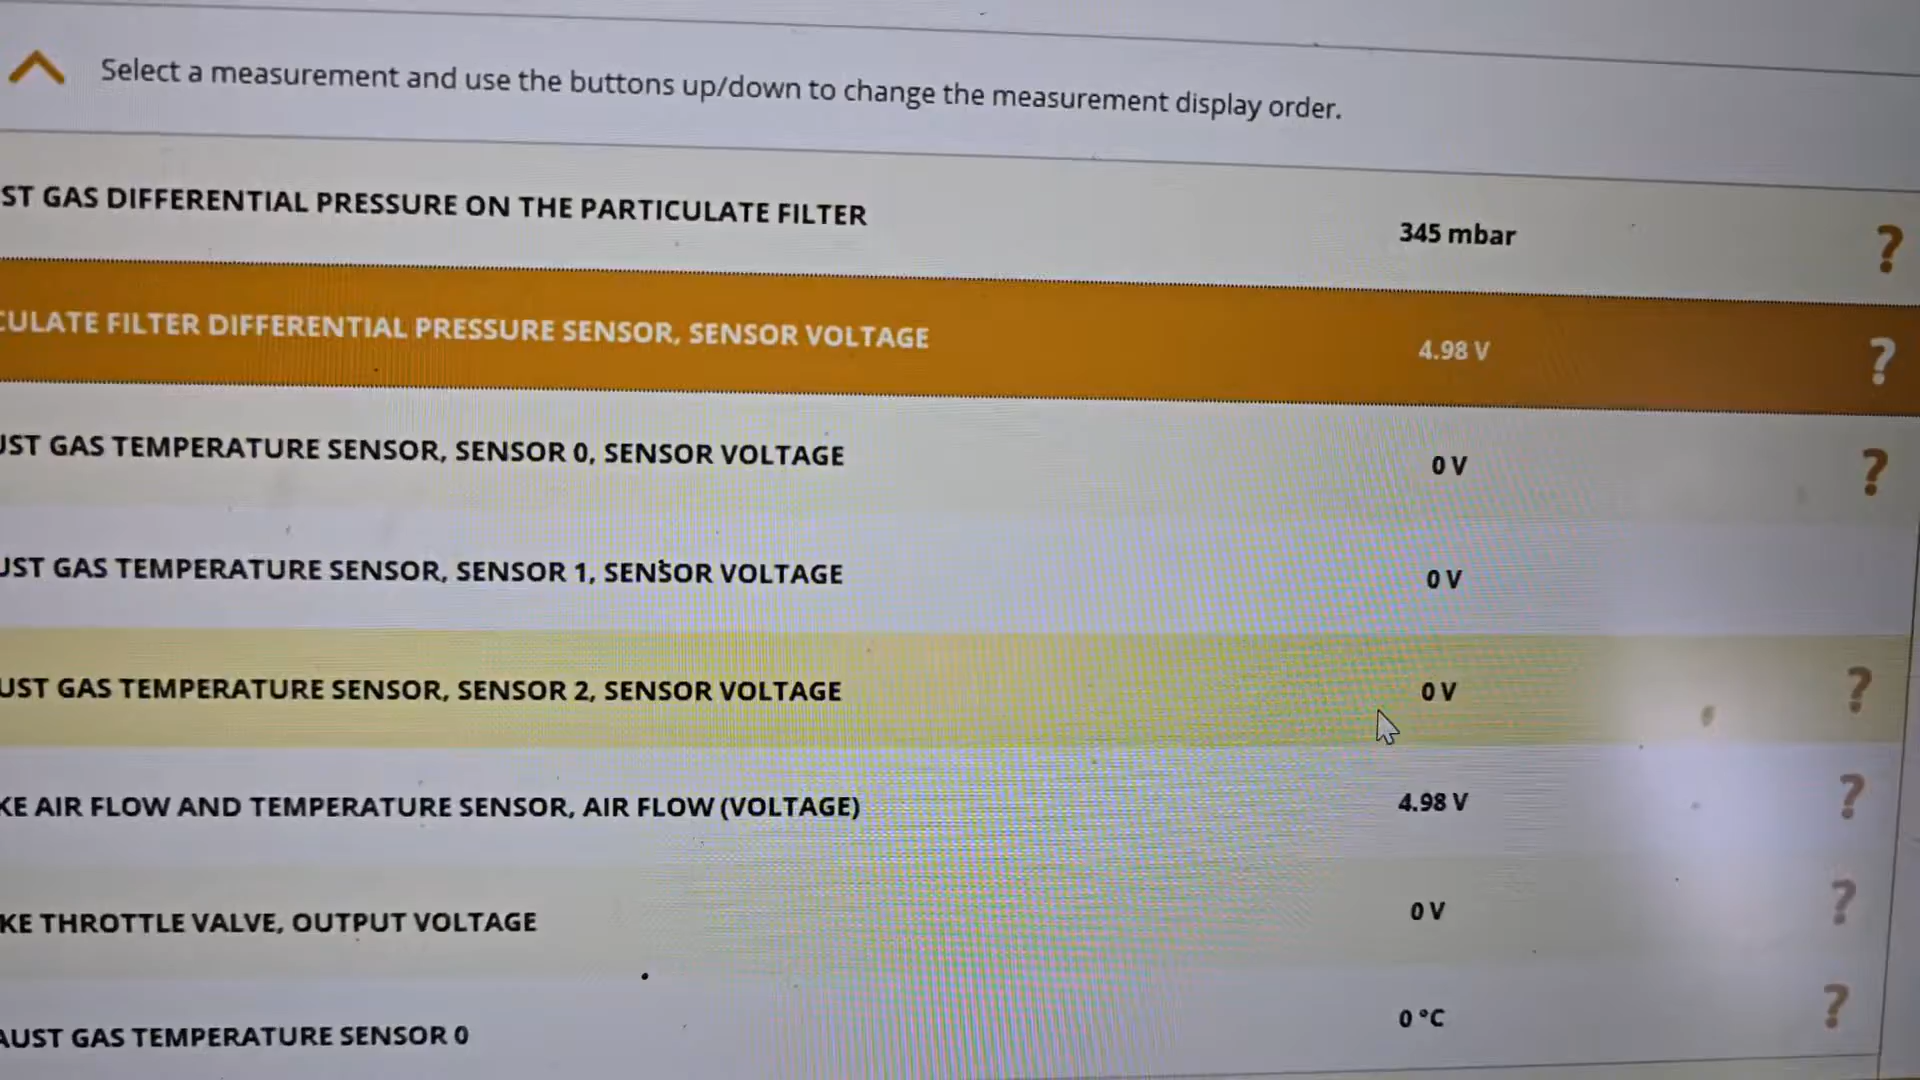 Select a measurement and use the buttons up/down to change the measurement display order.
ST GAS DIFFERENTIAL PRESSURE ON THE PARTICULATE FILTER 345 mbar ?
CULATE FILTER DIFFERENTIAL PRESSURE SENSOR, SENSOR VOLTAGE 4.98 V ?
UST GAS TEMPERATURE SENSOR, SENSOR 0, SENSOR VOLTAGE 0 V ?
UST GAS TEMPERATURE SENSOR, SENSOR 1, SENSOR VOLTAGE 0 V
UST GAS TEMPERATURE SENSOR, SENSOR 2, SENSOR VOLTAGE 0 V ?
KE AIR FLOW AND TEMPERATURE SENSOR, AIR FLOW (VOLTAGE) 4.98 V ?
KE THROTTLE VALVE, OUTPUT VOLTAGE 0 V ?
AUST GAS TEMPERATURE SENSOR 0 0 °C ?